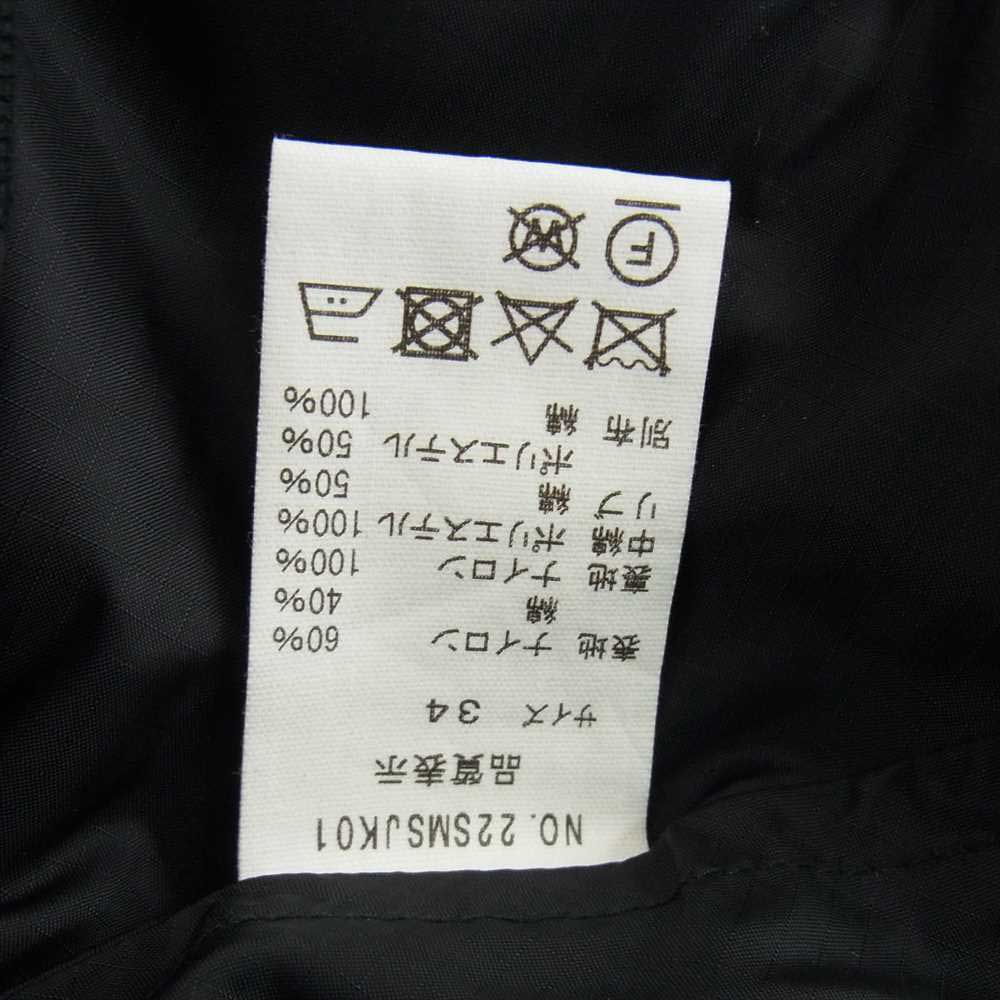 NO. 22SMSJK01
品質表示
サイズ 34
表地 ナイロン 60%
綿 40%
裏地 ナイロン 100%
中綿 ポリエステル 100%
リブ 綿 50%
ポリエステル 50%
別布 綿 100%
F
W